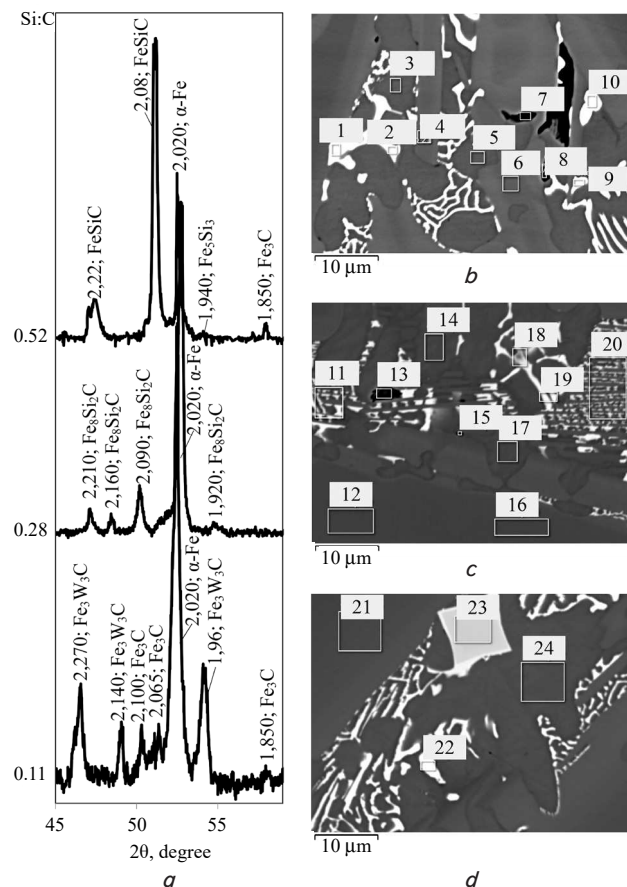 Si:C
2,08; FeSiC
2,020; α-Fe
2,22; FeSiC
1,940; Fe₅Si₃
1,850; Fe₃C
0.52
2,210; Fe₈Si₂C
2,160; Fe₈Si₂C
2,090; Fe₈Si₂C
2,020; α-Fe
1,920; Fe₈Si₂C
0.28
2,270; Fe₃W₃C
2,140; Fe₃W₃C
2,100; Fe₃C
2,065; Fe₃C
2,020; α-Fe
1,96; Fe₃W₃C
1,850; Fe₃C
0.11
45 50 55
2θ, degree
a
3
7
10
1 2 4
5
6
8
9
10 μm
b
14
18
20
11
13
19
15
17
12
16
10 μm
c
21
23
24
22
10 μm
d